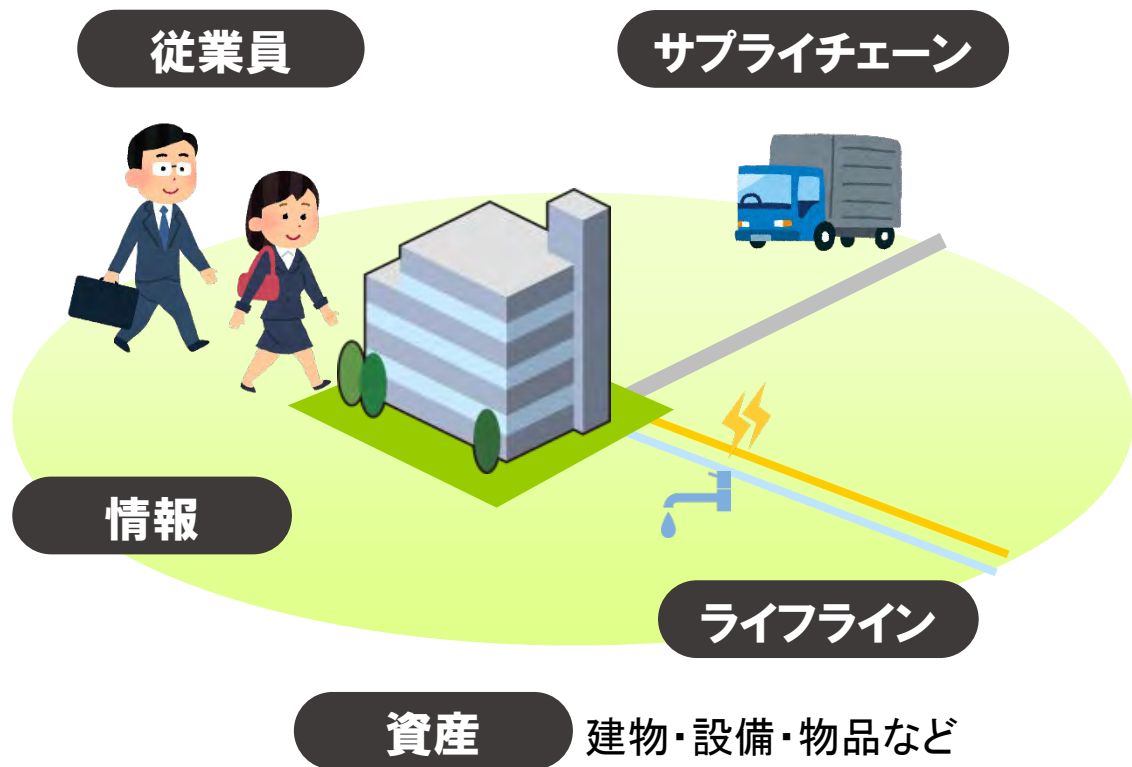 従業員
サプライチェーン
情報
ライフライン
資産 建物・設備・物品など